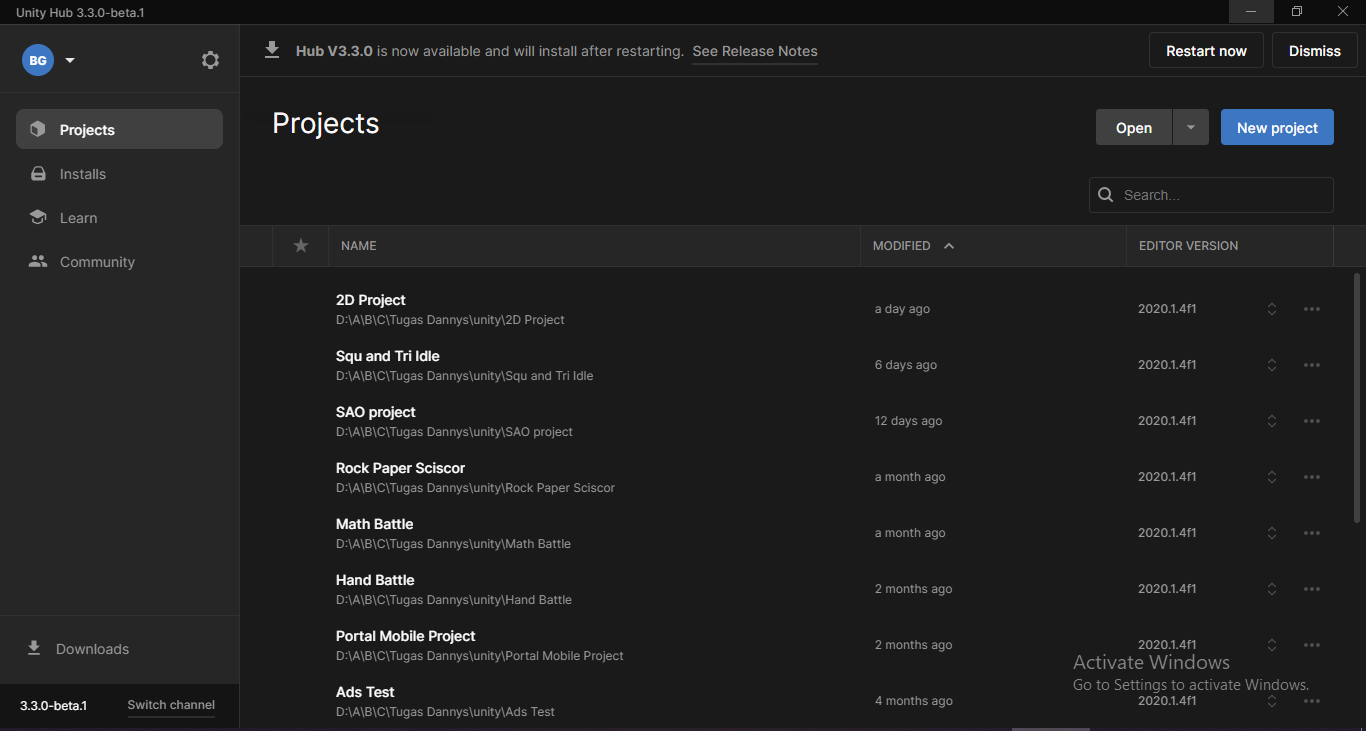 Unity Hub 3.3.0-beta.1
BG
Hub V3.3.0 is now available and will install after restarting. See Release Notes
Restart now
Dismiss
Projects
Installs
Learn
Community
Downloads
3.3.0-beta.1
Switch channel
Projects
Open
New project
Search...
NAME MODIFIED EDITOR VERSION
2D Project
D:\A\B\C\Tugas Dannys\unity\2D Project
a day ago
2020.1.4f1
Squ and Tri Idle
D:\A\B\C\Tugas Dannys\unity\Squ and Tri Idle
6 days ago
2020.1.4f1
SAO project
D:\A\B\C\Tugas Dannys\unity\SAO project
12 days ago
2020.1.4f1
Rock Paper Sciscor
D:\A\B\C\Tugas Dannys\unity\Rock Paper Sciscor
a month ago
2020.1.4f1
Math Battle
D:\A\B\C\Tugas Dannys\unity\Math Battle
a month ago
2020.1.4f1
Hand Battle
D:\A\B\C\Tugas Dannys\unity\Hand Battle
2 months ago
2020.1.4f1
Portal Mobile Project
D:\A\B\C\Tugas Dannys\unity\Portal Mobile Project
2 months ago
2020.1.4f1
Ads Test
D:\A\B\C\Tugas Dannys\unity\Ads Test
4 months ago
2020.1.4f1
Activate Windows
Go to Settings to activate Windows.